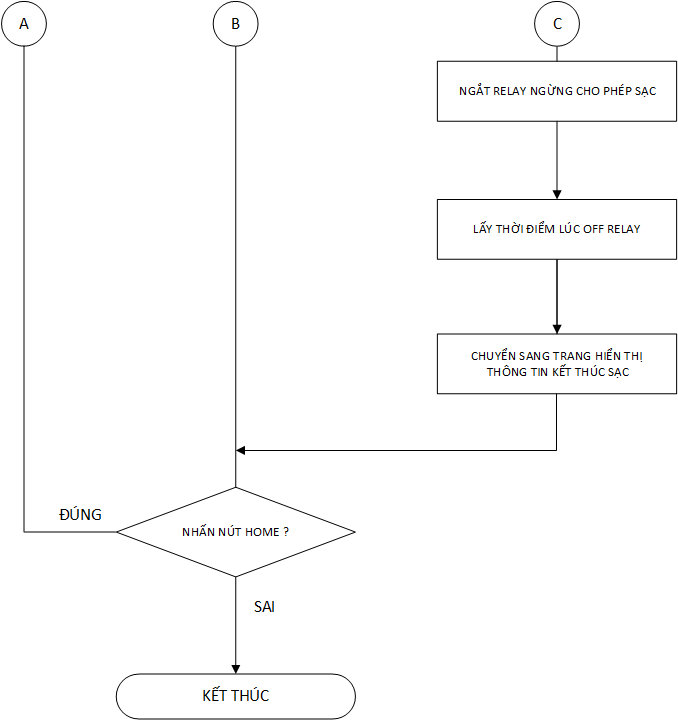 A
B
C
NGẮT RELAY NGỪNG CHO PHÉP SẠC
LẤY THỜI ĐIỂM LÚC OFF RELAY
CHUYỂN SANG TRANG HIỂN THỊ
THÔNG TIN KẾT THÚC SẠC
ĐÚNG
NHẤN NÚT HOME ?
SAI
KẾT THÚC